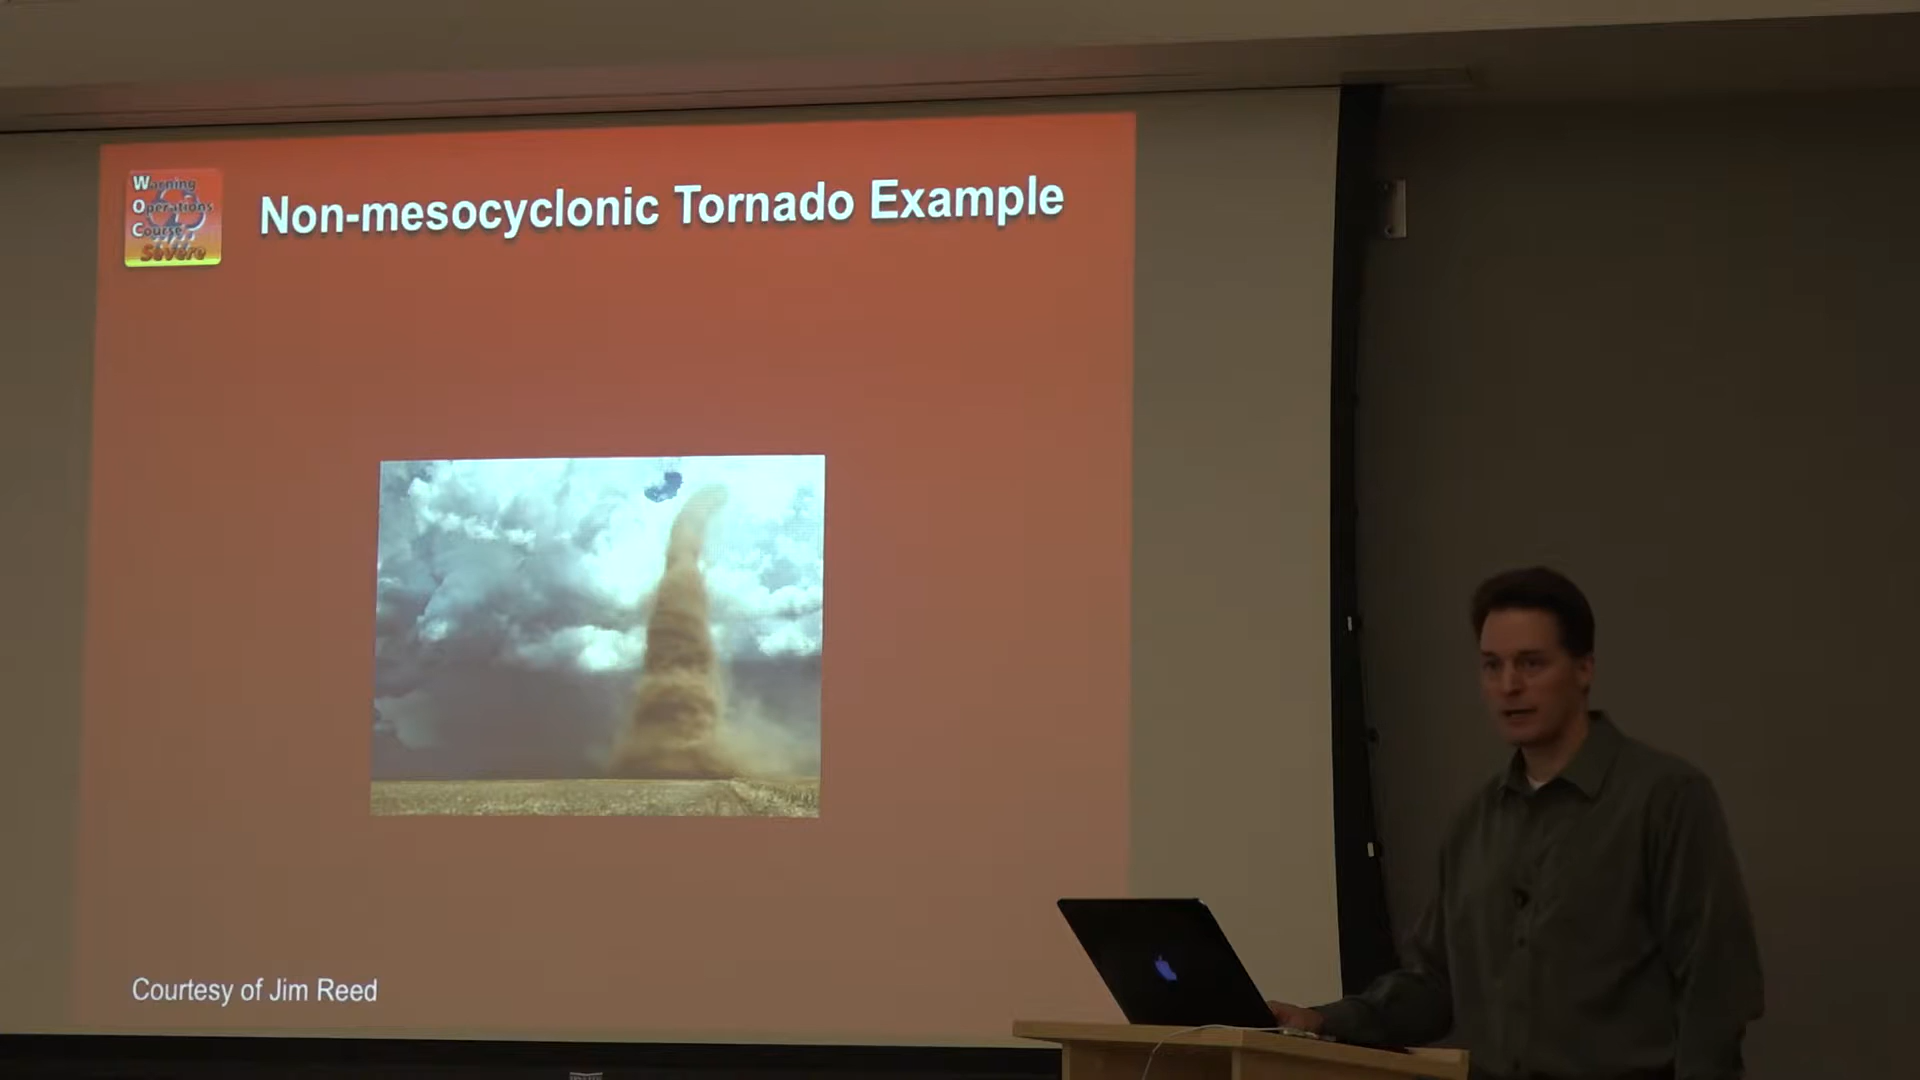 Warning
Operations
Course
Severe
Non-mesocyclonic Tornado Example
Courtesy of Jim Reed